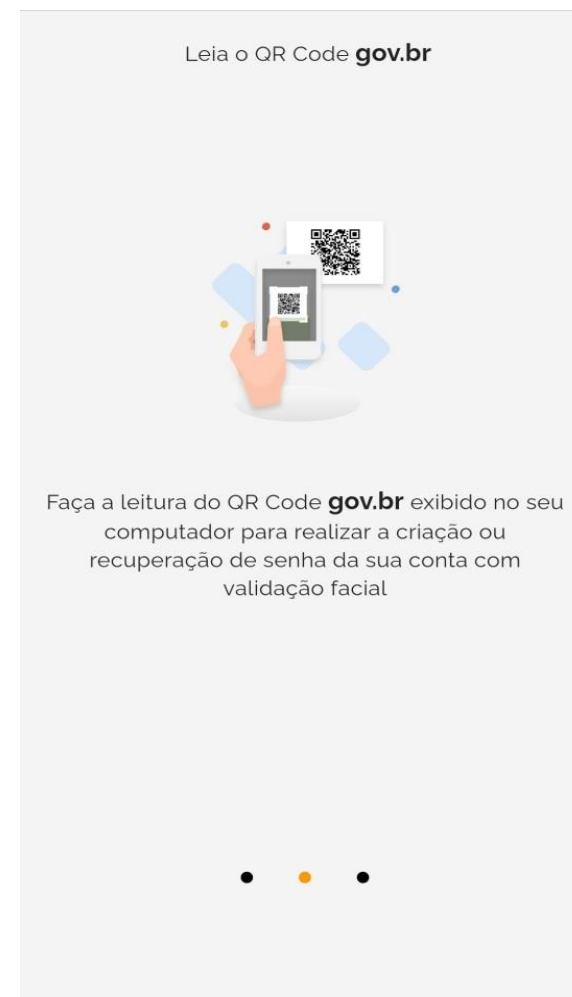 Leia o QR Code gov.br
Faça a leitura do QR Code gov.br exibido no seu
computador para realizar a criação ou
recuperação de senha da sua conta com
validação facial